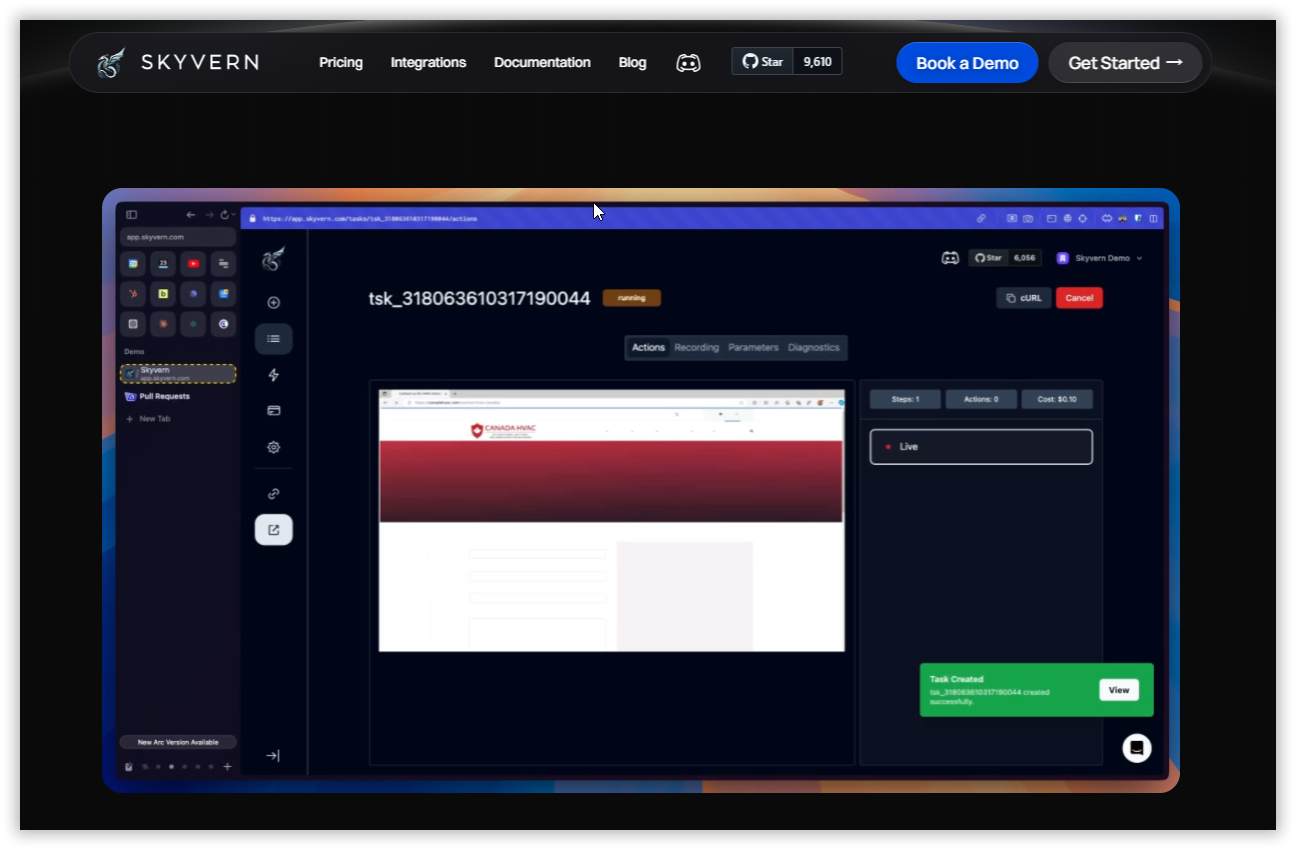 SKYVERN
Pricing
Integrations
Documentation
Blog
Star
9,610
Book a Demo
Get Started →
https://app.skyvern.com/tasks/tsk_318063610317190044/actions
app.skyvern.com
23
Demo
Skyvern
app.skyvern.com
Pull Requests
+ New Tab
New Arc Version Available
Star
6,056
Skyvern Demo
tsk_318063610317190044
running
cURL
Cancel
Actions
Recording
Parameters
Diagnostics
CANADA HVAC
Steps: 1
Actions: 0
Cost: $0.10
Live
Task Created
tsk_318063610317190044 created
successfully.
View